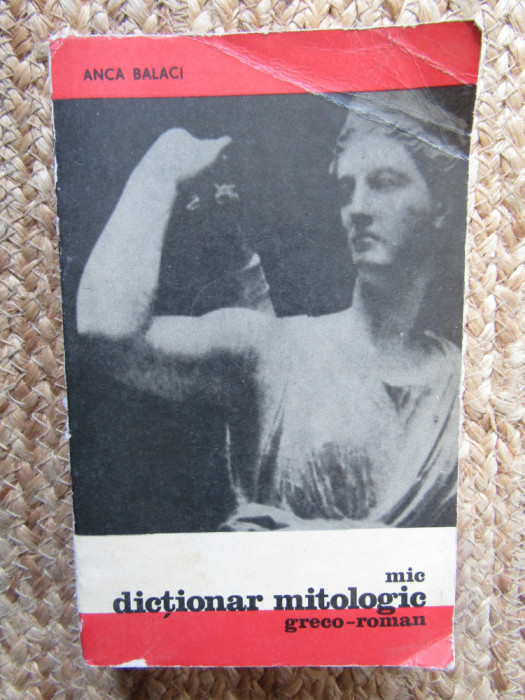 ANCA BALACI
mic
dicționar mitologic
greco-roman